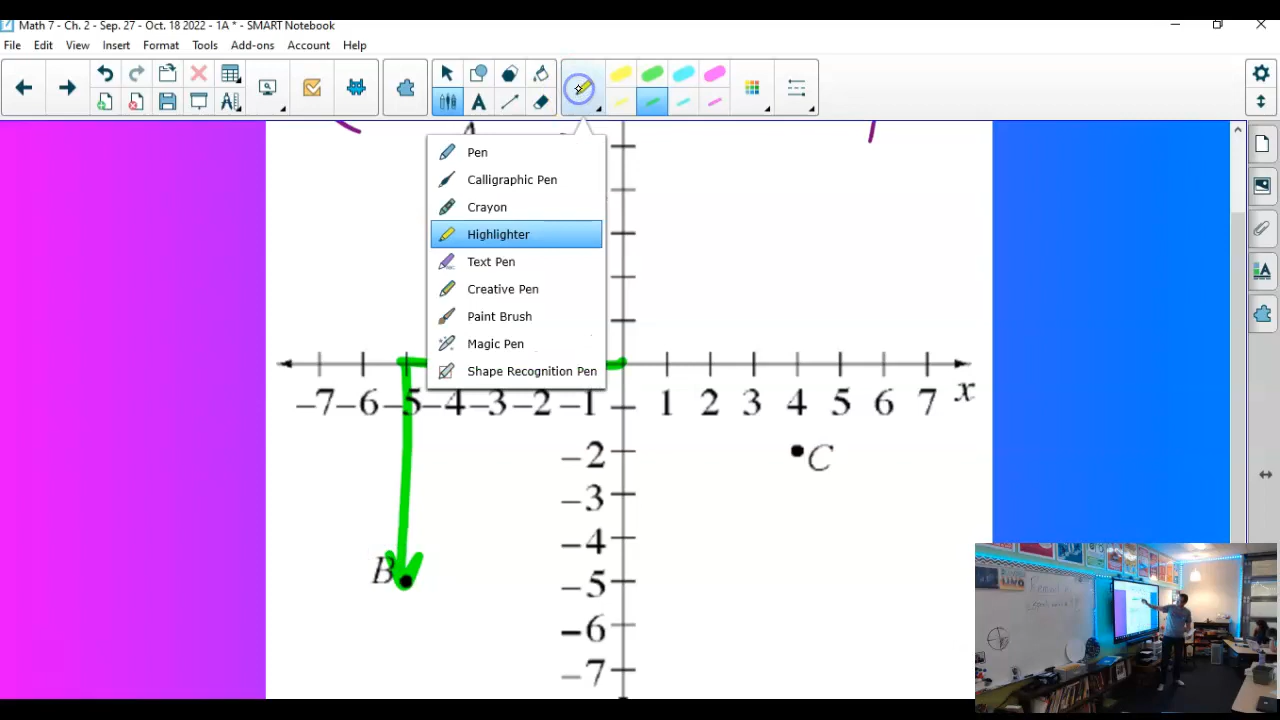 Math 7 - Ch. 2 - Sep. 27 - Oct. 18 2022 - 1A * - SMART Notebook
File Edit View Insert Format Tools Add-ons Account Help
A
Pen
Calligraphic Pen
Crayon
Highlighter
Text Pen
Creative Pen
Paint Brush
Magic Pen
Shape Recognition Pen
-7 -6 -5 -4 -3 -2 -1 1 2 3 4 5 6 7 x
-2
C
-3
-4
B
-5
-6
-7